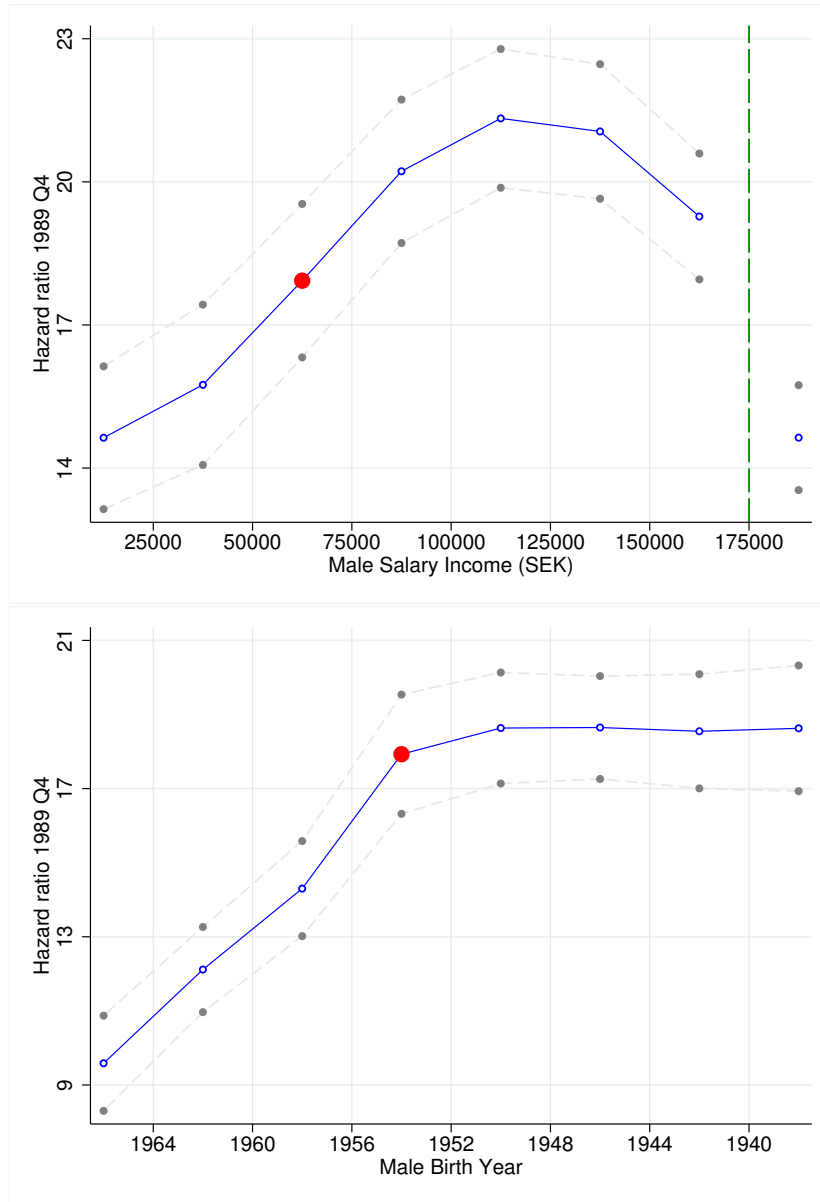 Hazard ratio 1989 Q4
23
20
17
14
25000 50000 75000 100000 125000 150000 175000
Male Salary Income (SEK)
Hazard ratio 1989 Q4
21
17
13
9
1964 1960 1956 1952 1948 1944 1940
Male Birth Year